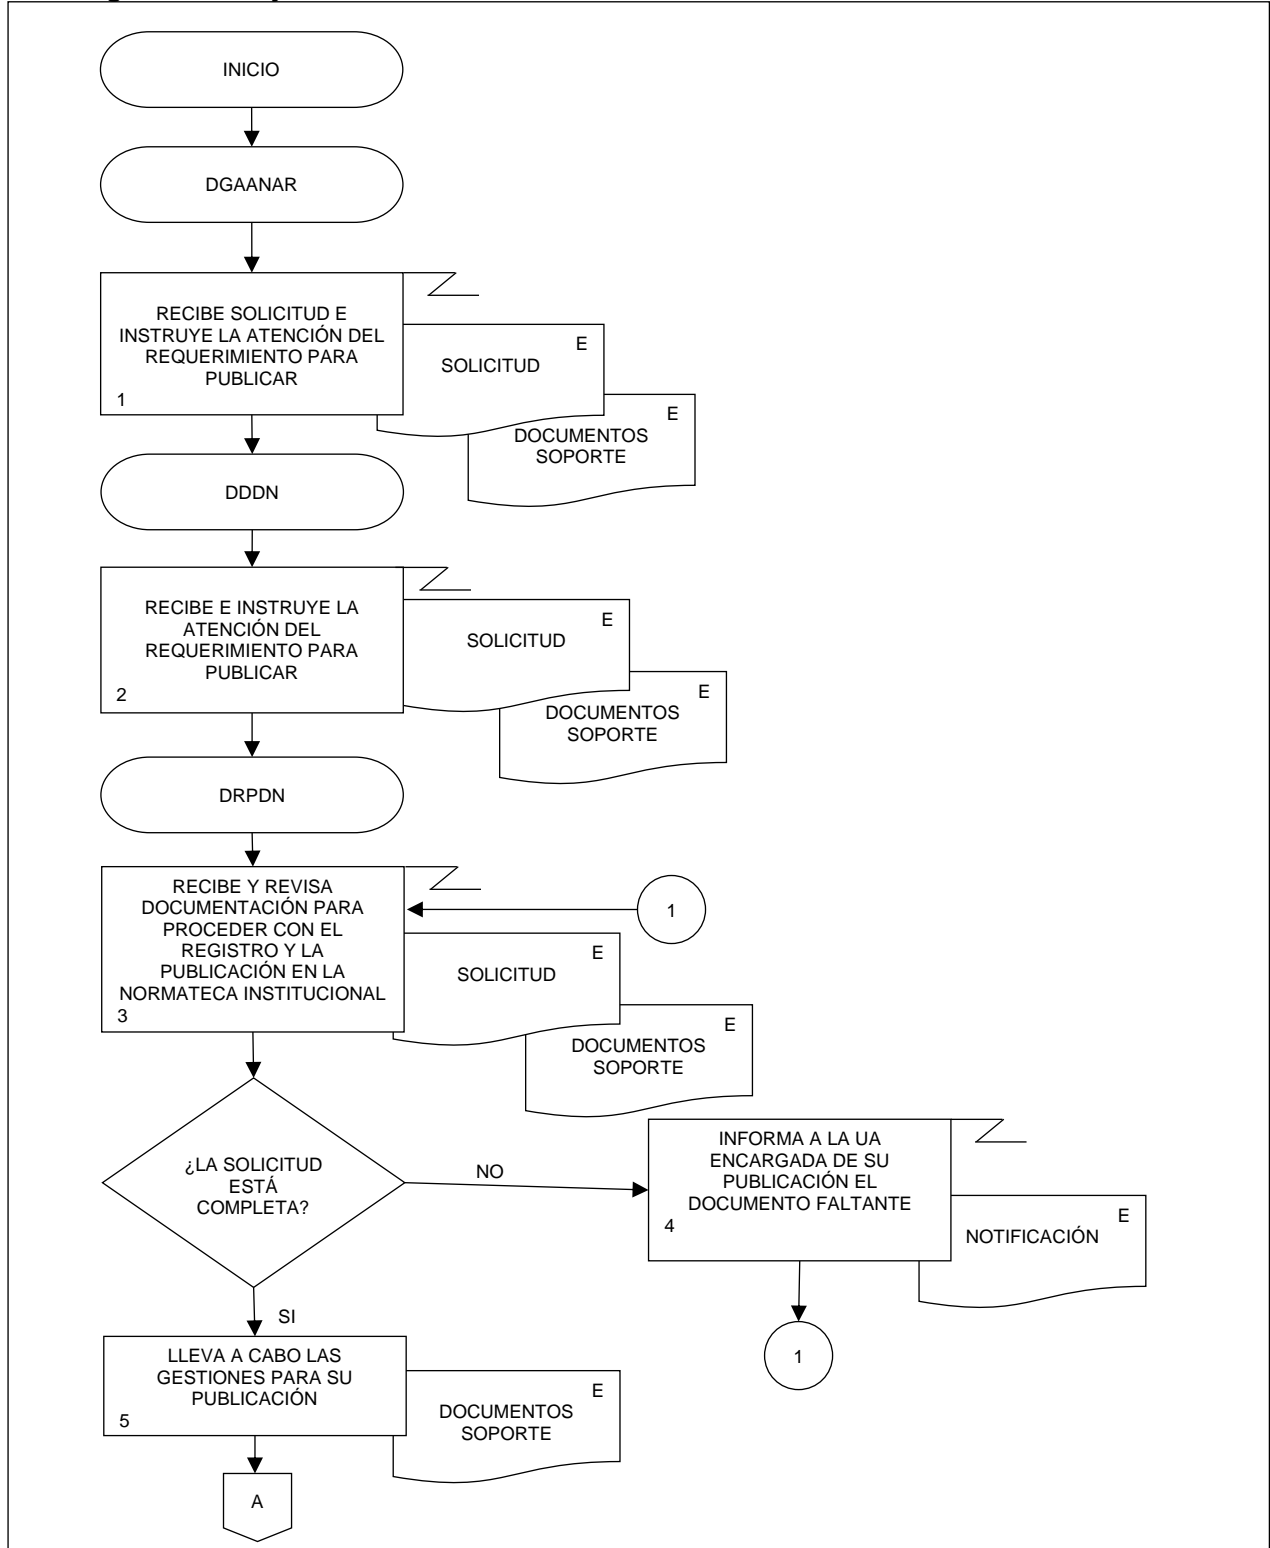 INICIO
DGAANAR
RECIBE SOLICITUD E
INSTRUYE LA ATENCIÓN DEL
REQUERIMIENTO PARA
PUBLICAR
1
E
SOLICITUD
E
DOCUMENTOS
SOPORTE
DDDN
RECIBE E INSTRUYE LA
ATENCIÓN DEL
REQUERIMIENTO PARA
PUBLICAR
2
E
SOLICITUD
E
DOCUMENTOS
SOPORTE
DRPDN
RECIBE Y REVISA
DOCUMENTACIÓN PARA
PROCEDER CON EL
REGISTRO Y LA
PUBLICACIÓN EN LA
NORMATECA INSTITUCIONAL
3
1
E
SOLICITUD
E
DOCUMENTOS
SOPORTE
¿LA SOLICITUD
ESTÁ
COMPLETA?
NO
INFORMA A LA UA
ENCARGADA DE SU
PUBLICACIÓN EL
DOCUMENTO FALTANTE
4
E
NOTIFICACIÓN
1
SI
LLEVA A CABO LAS
GESTIONES PARA SU
PUBLICACIÓN
5
E
DOCUMENTOS
SOPORTE
A